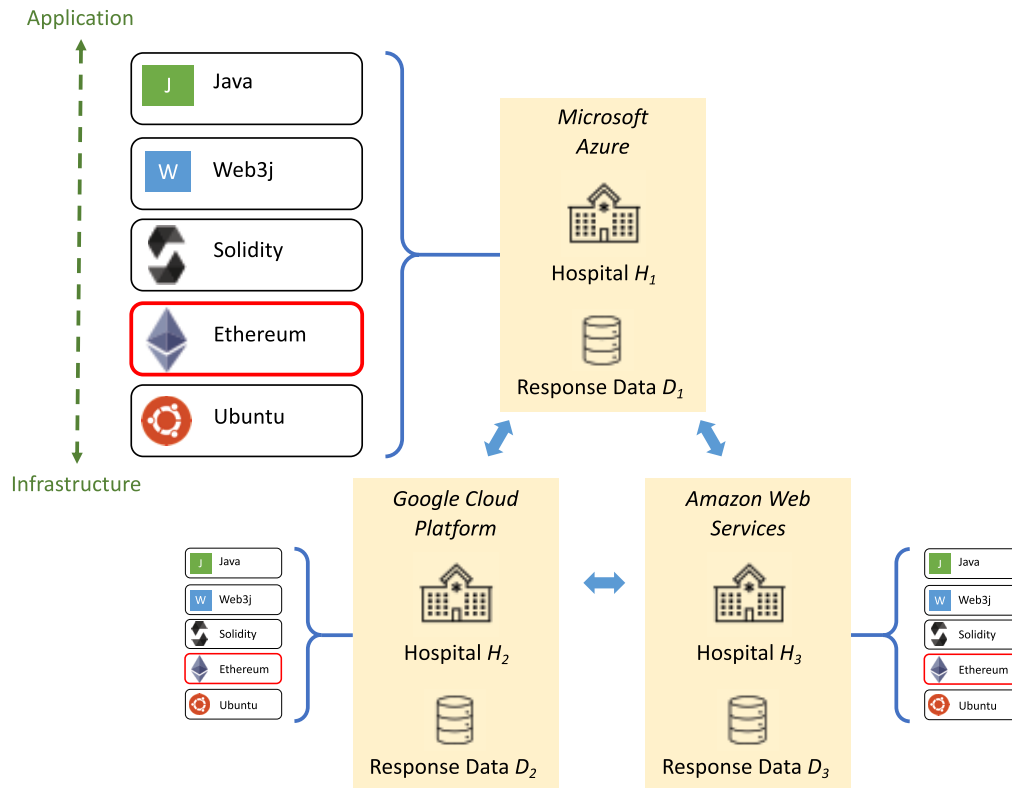 Application
J Java
W Web3j
Solidity
Ethereum
Ubuntu
Infrastructure
Microsoft
Azure
Hospital H1
Response Data D1
Google Cloud
Platform
Hospital H2
Response Data D2
Amazon Web
Services
Hospital H3
Response Data D3
J Java
W Web3j
Solidity
Ethereum
Ubuntu
J Java
W Web3j
Solidity
Ethereum
Ubuntu